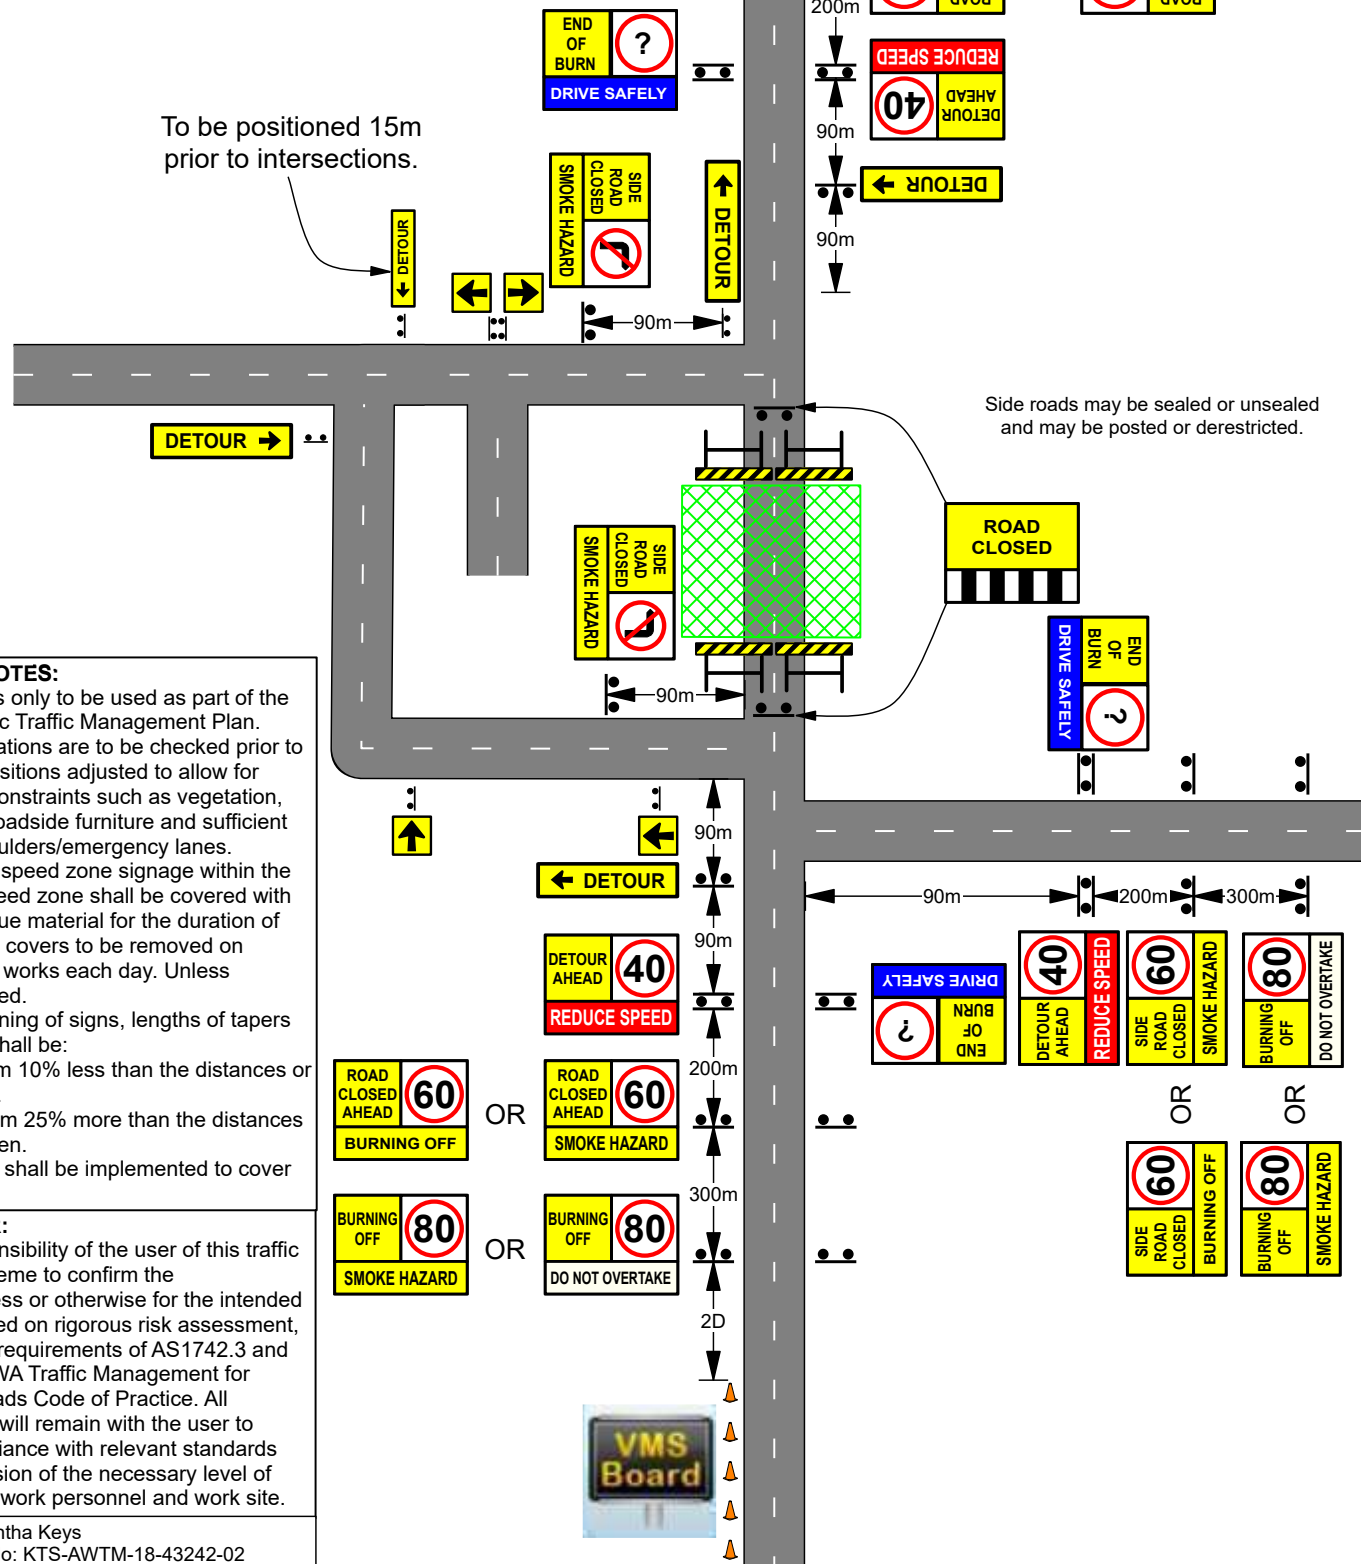 200m
ROAD
ROAD
END
OF
BURN
?
DRIVE SAFELY
REDUCE SPEED
DETOUR
AHEAD
40
90m
DETOUR
90m
To be positioned 15m
prior to intersections.
DETOUR
SIDE
ROAD
CLOSED
SMOKE HAZARD
DETOUR
90m
DETOUR
Side roads may be sealed or unsealed
and may be posted or derestricted.
ROAD
CLOSED
SIDE
ROAD
CLOSED
SMOKE HAZARD
90m
END
OF
BURN
?
DRIVE SAFELY
OTES:
s only to be used as part of the
c Traffic Management Plan.
ations are to be checked prior to
sitions adjusted to allow for
onstraints such as vegetation,
oadside furniture and sufficient
ulders/emergency lanes.
speed zone signage within the
eed zone shall be covered with
ue material for the duration of
covers to be removed on
works each day. Unless
ed.
ning of signs, lengths of tapers
hall be:
m 10% less than the distances or
.
m 25% more than the distances
en.
shall be implemented to cover
:
nsibility of the user of this traffic
eme to confirm the
ess or otherwise for the intended
ed on rigorous risk assessment,
requirements of AS1742.3 and
WA Traffic Management for
ads Code of Practice. All
will remain with the user to
iance with relevant standards
sion of the necessary level of
work personnel and work site.
ntha Keys
o: KTS-AWTM-18-43242-02
90m
DETOUR
90m
DETOUR
AHEAD
40
REDUCE SPEED
200m
ROAD
CLOSED
AHEAD
60
BURNING OFF
OR
ROAD
CLOSED
AHEAD
60
SMOKE HAZARD
300m
BURNING
OFF
80
SMOKE HAZARD
OR
BURNING
OFF
80
DO NOT OVERTAKE
2D
VMS
Board
90m
200m
300m
DRIVE SAFELY
END
OF
BURN
?
DETOUR
AHEAD
40
REDUCE SPEED
SIDE
ROAD
CLOSED
60
SMOKE HAZARD
BURNING
OFF
80
DO NOT OVERTAKE
OR
OR
SIDE
ROAD
CLOSED
60
BURNING OFF
BURNING
OFF
80
SMOKE HAZARD